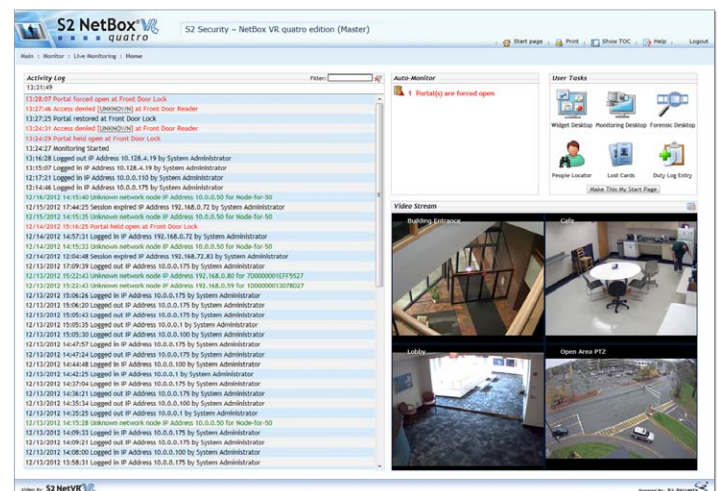 S2 NetBox VR
quatro
S2 Security – NetBox VR quatro edition (Master)
Start page Print Show TOC Help Logout
Main : Monitor : Live Monitoring : Home
Activity Log
Filter:
13:31:49
13:28:07 Portal forced open at Front Door Lock
13:27:46 Access denied [UNKNOWN] at Front Door Reader
13:27:25 Portal restored at Front Door Lock
13:24:31 Access denied [UNKNOWN] at Front Door Reader
13:24:29 Portal held open at Front Door Lock
13:24:27 Monitoring Started
13:16:28 Logged out IP Address 10.128.4.19 by System Administrator
13:15:07 Logged in IP Address 10.128.4.19 by System Administrator
12:17:21 Logged in IP Address 10.0.0.110 by System Administrator
12:14:46 Logged in IP Address 10.0.0.175 by System Administrator
12/16/2012 14:15:40 Unknown network node IP Address 10.0.0.50 for Node-for-50
12/15/2012 17:44:25 Session expired IP Address 192.168.0.72 by System Administrator
12/15/2012 14:15:35 Unknown network node IP Address 10.0.0.50 for Node-for-50
12/14/2012 15:16:25 Portal held open at Front Door Lock
12/14/2012 14:57:31 Logged in IP Address 192.168.0.72 by System Administrator
12/14/2012 14:15:33 Unknown network node IP Address 10.0.0.50 for Node-for-50
12/14/2012 12:04:48 Session expired IP Address 192.168.72.83 by System Administrator
12/13/2012 17:09:39 Logged out IP Address 10.0.0.175 by System Administrator
12/13/2012 15:22:43 Unknown network node IP Address 192.168.0.80 for 7D000001EFF5527
12/13/2012 15:22:43 Unknown network node IP Address 192.168.0.59 for 1D000000013078D27
12/13/2012 15:06:26 Logged in IP Address 10.0.0.175 by System Administrator
12/13/2012 15:06:20 Logged out IP Address 10.0.0.175 by System Administrator
12/13/2012 15:05:43 Logged out IP Address 10.0.0.175 by System Administrator
12/13/2012 15:05:35 Logged out IP Address 10.0.0.1 by System Administrator
12/13/2012 15:05:30 Logged out IP Address 10.0.0.100 by System Administrator
12/13/2012 14:47:57 Logged in IP Address 10.0.0.175 by System Administrator
12/13/2012 14:47:24 Logged out IP Address 10.0.0.175 by System Administrator
12/13/2012 14:44:48 Logged in IP Address 10.0.0.100 by System Administrator
12/13/2012 14:42:25 Logged in IP Address 10.0.0.1 by System Administrator
12/13/2012 14:37:04 Logged in IP Address 10.0.0.175 by System Administrator
12/13/2012 14:36:21 Logged out IP Address 10.0.0.175 by System Administrator
12/13/2012 14:35:34 Logged out IP Address 10.0.0.100 by System Administrator
12/13/2012 14:35:25 Logged out IP Address 10.0.0.1 by System Administrator
12/13/2012 14:15:28 Unknown network node IP Address 10.0.0.50 for Node-for-50
12/13/2012 14:09:33 Logged in IP Address 10.0.0.175 by System Administrator
12/13/2012 14:09:21 Logged out IP Address 10.0.0.175 by System Administrator
12/13/2012 14:08:00 Logged in IP Address 10.0.0.100 by System Administrator
12/13/2012 13:58:31 Logged in IP Address 10.0.0.175 by System Administrator
Auto-Monitor
1 Portal(s) are forced open
User Tasks
Widget Desktop Monitoring Desktop Forensic Desktop
People Locator Lost Cards Duty Log Entry
Make This My Start Page
Video Stream
Building Entrance Cafe
Lobby Open Area PTZ
Video By S2 NetVR
Powered By S2 Security